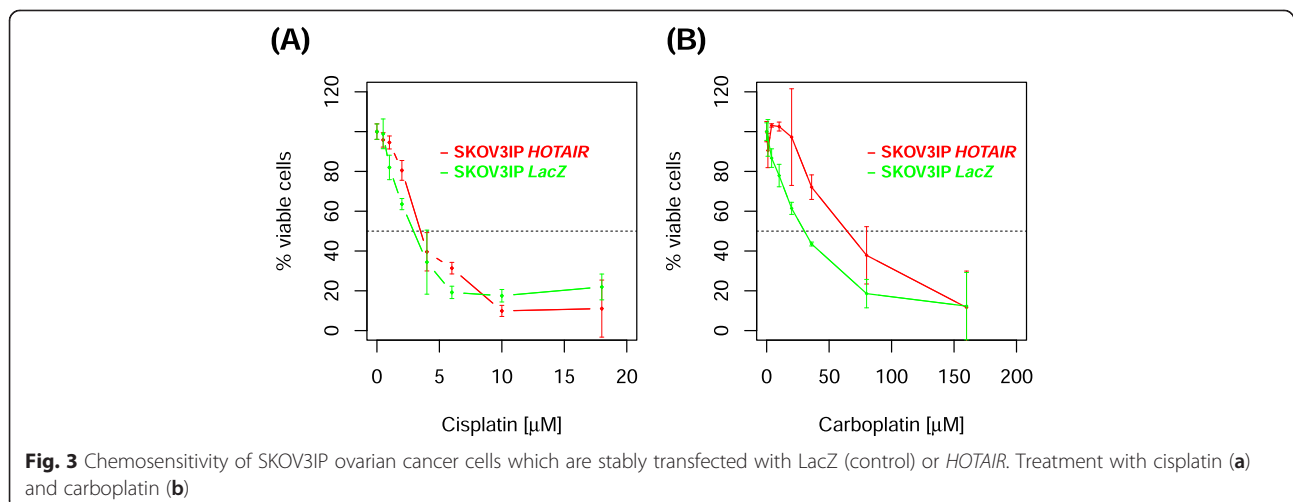 (A)
(B)
% viable cells
120
80
60
40
20
0
– SKOV3IP HOTAIR
– SKOV3IP LacZ
0 5 10 15 20
Cisplatin [µM]
% viable cells
120
80
60
40
20
0
– SKOV3IP HOTAIR
– SKOV3IP LacZ
0 50 100 150 200
Carboplatin [µM]
Fig. 3 Chemosensitivity of SKOV3IP ovarian cancer cells which are stably transfected with LacZ (control) or HOTAIR. Treatment with cisplatin (a)
and carboplatin (b)